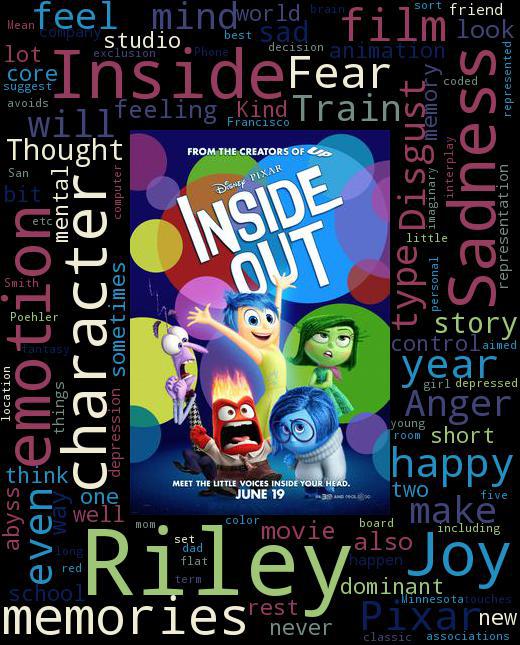 feel
mind
world
brain
film
sort
friend
Mean
company
studio
best
sad
look
lot
exclusion
Phone
decision
animation
core
Inside
Fear
suggest
coded
represented
avoids
feeling
Kind
Train
memory
Disgust
Sadness
will
Francisco
Thought
San
mental
computer
imaginary
interplay
representation
bit
etc
character
little
Smith
emotion
sometimes
type
personal
Poehler
fantasy
story
control
aimed
location
things
depression
year
girl
depressed
Anger
young
room
short
FROM THE CREATORS OF UP
DISNEY · PIXAR
INSIDE
OUT
MEET THE LITTLE VOICES INSIDE YOUR HEAD.
JUNE 19
think
happy
abyss
even
way
one
well
two
five
make
mom
color
board
including
set
dad
flat
movie
also
long
red
Riley
happen
Joy
term
dominant
school
Minnesota
touches
memories
rest
never
Pixar
new
classic
associations